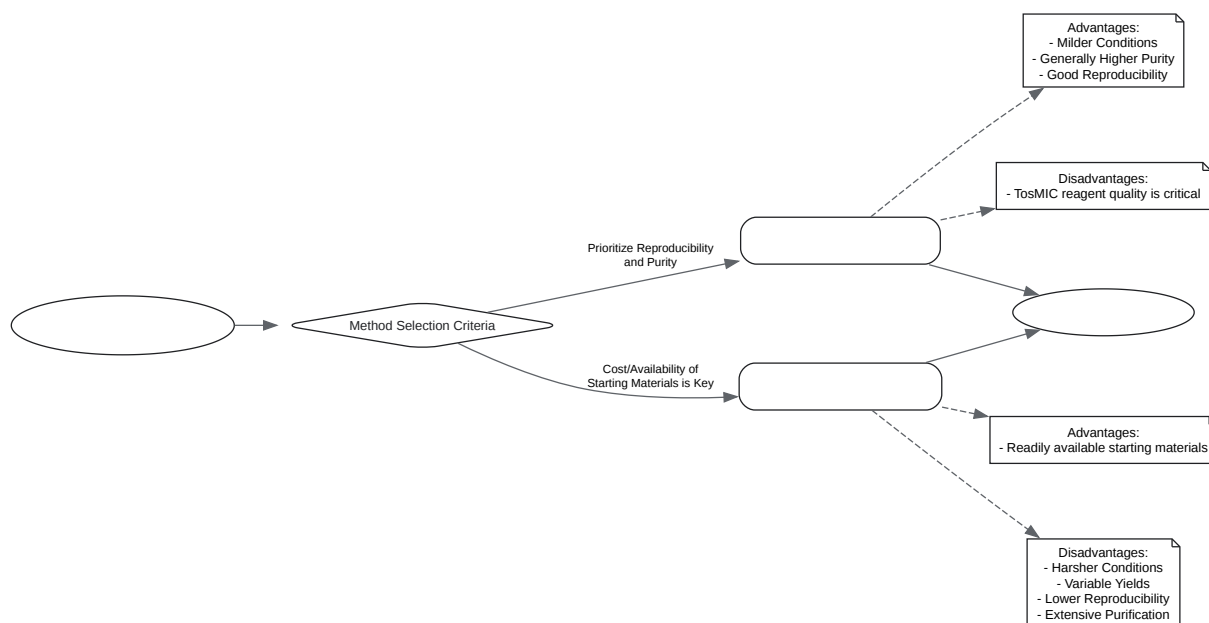 Advantages:
- Milder Conditions
- Generally Higher Purity
- Good Reproducibility
Disadvantages:
- TosMIC reagent quality is critical
Prioritize Reproducibility
and Purity
Method Selection Criteria
Cost/Availability of
Starting Materials is Key
Advantages:
- Readily available starting materials
Disadvantages:
- Harsher Conditions
- Variable Yields
- Lower Reproducibility
- Extensive Purification